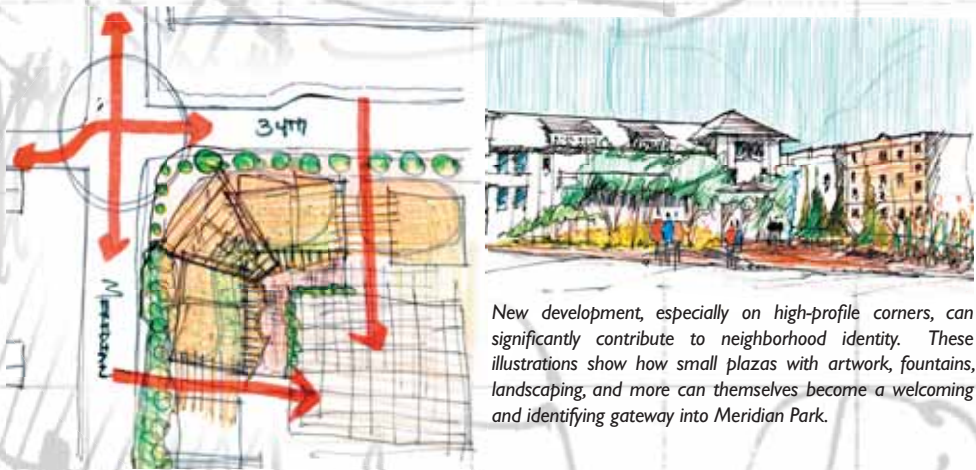 34TH
MERIDIAN
New development, especially on high-profile corners, can
significantly contribute to neighborhood identity. These
illustrations show how small plazas with artwork, fountains,
landscaping, and more can themselves become a welcoming
and identifying gateway into Meridian Park.